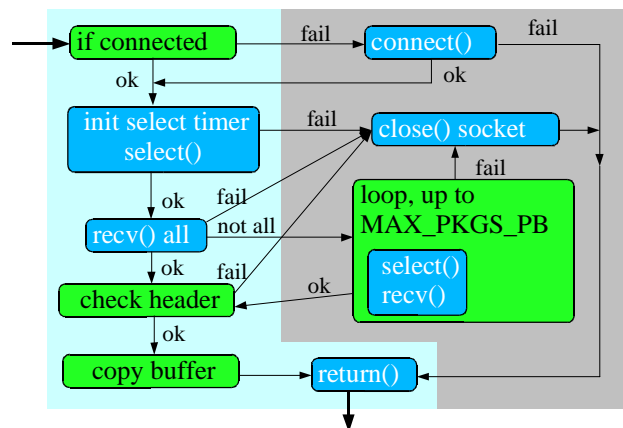 if connected
fail
connect()
fail
ok
ok
init select timer
select()
fail
close() socket
ok
fail
fail
loop, up to
MAX_PKGS_PB
recv() all
not all
select()
recv()
ok
fail
ok
check header
ok
copy buffer
return()